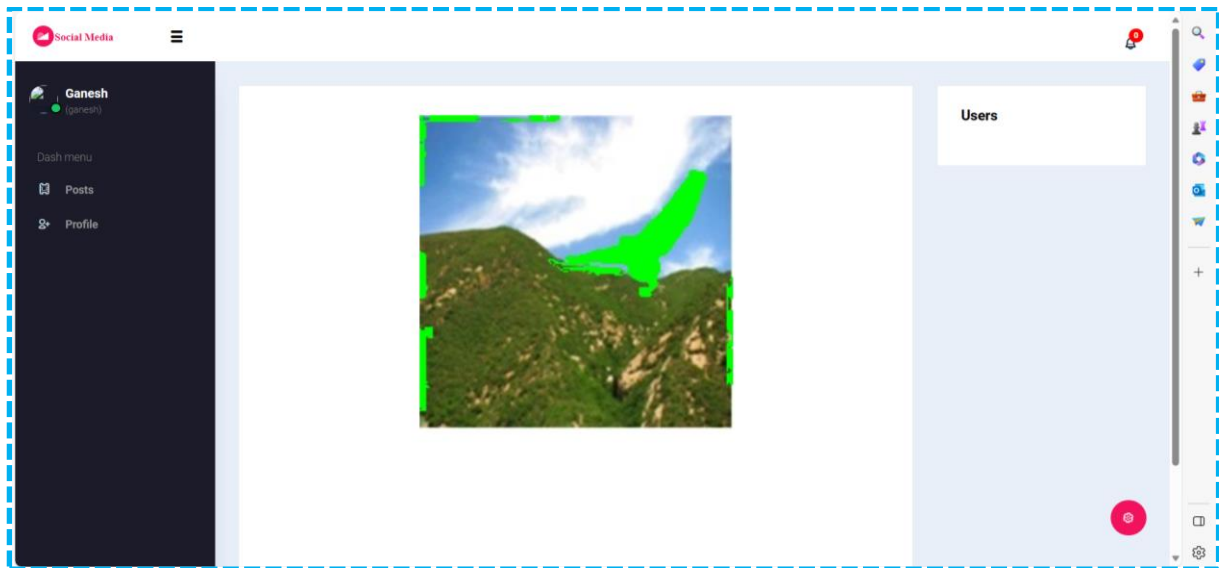 Social Media
0
Ganesh
(ganesh)
Dash menu
Posts
Profile
Users